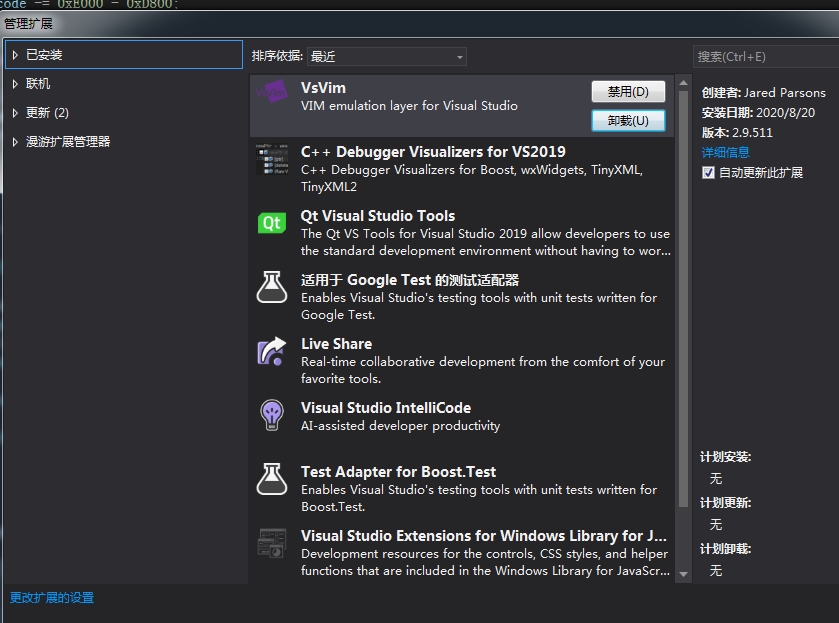 code == 0xE000 - 0xD800;
管理扩展
已安装
联机
更新 (2)
漫游扩展管理器
排序依据: 最近
搜索(Ctrl+E)
VsVim
VIM emulation layer for Visual Studio
禁用(D)
卸载(U)
C++ Debugger Visualizers for VS2019
C++ Debugger Visualizers for Boost, wxWidgets, TinyXML,
TinyXML2
Qt
Qt Visual Studio Tools
The Qt VS Tools for Visual Studio 2019 allow developers to use
the standard development environment without having to wor...
适用于 Google Test 的测试适配器
Enables Visual Studio's testing tools with unit tests written for
Google Test.
Live Share
Real-time collaborative development from the comfort of your
favorite tools.
Visual Studio IntelliCode
AI-assisted developer productivity
Test Adapter for Boost.Test
Enables Visual Studio's testing tools with unit tests written for
Boost.Test.
Visual Studio Extensions for Windows Library for J...
Development resources for the controls, CSS styles, and helper
functions that are included in the Windows Library for JavaScr...
创建者: Jared Parsons
安装日期: 2020/8/20
版本: 2.9.511
详细信息
自动更新此扩展
计划安装:
无
计划更新:
无
计划卸载:
无
更改扩展的设置